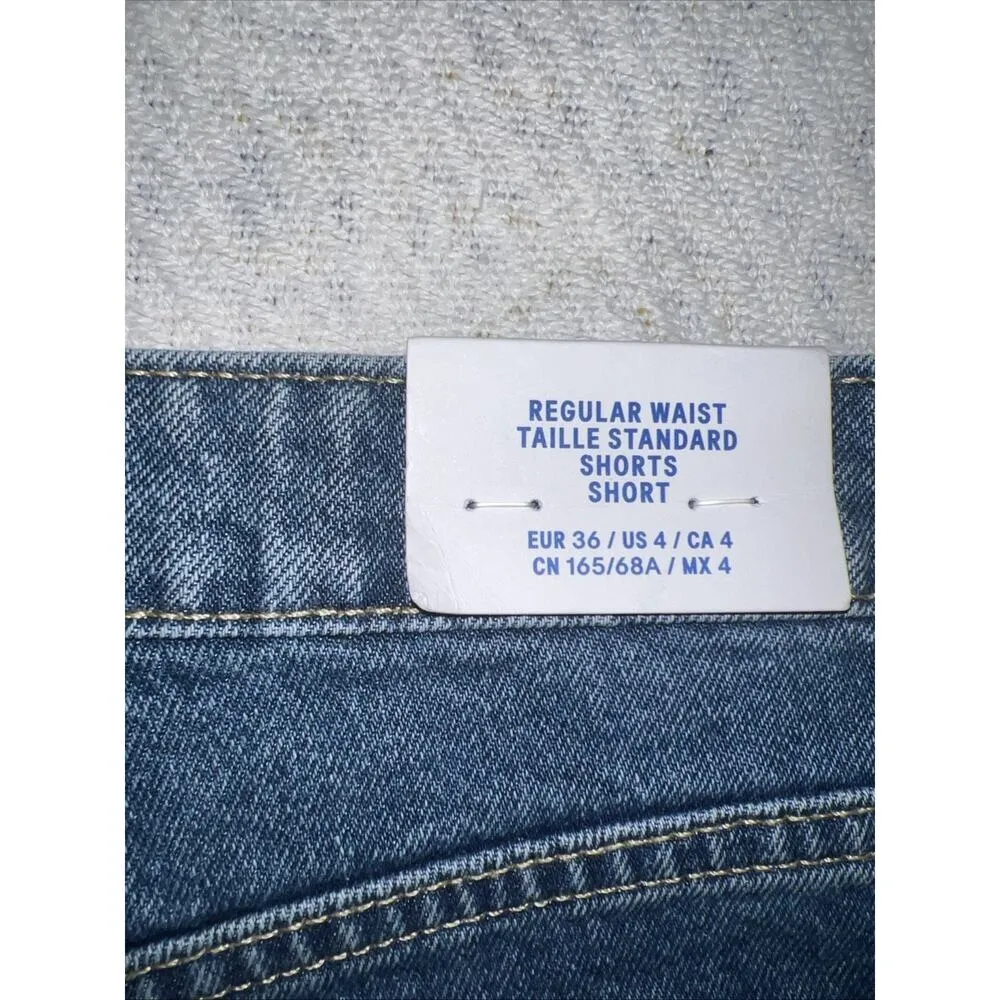 REGULAR WAIST
TAILLE STANDARD
SHORTS
SHORT
EUR 36 / US 4 / CA 4
CN 165/68A / MX 4